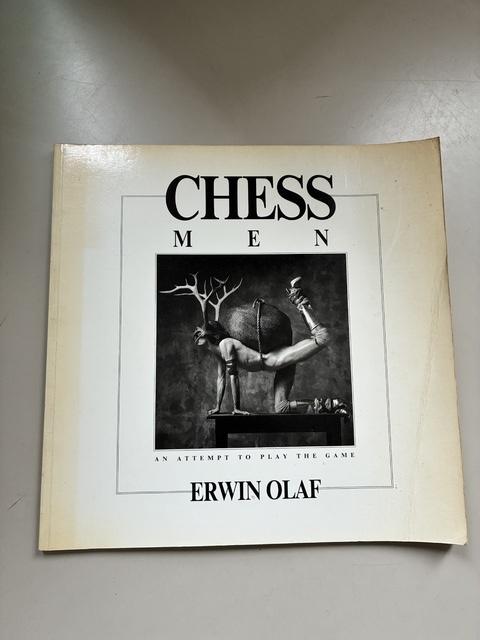 CHESS
MEN
AN ATTEMPT TO PLAY THE GAME
ERWIN OLAF